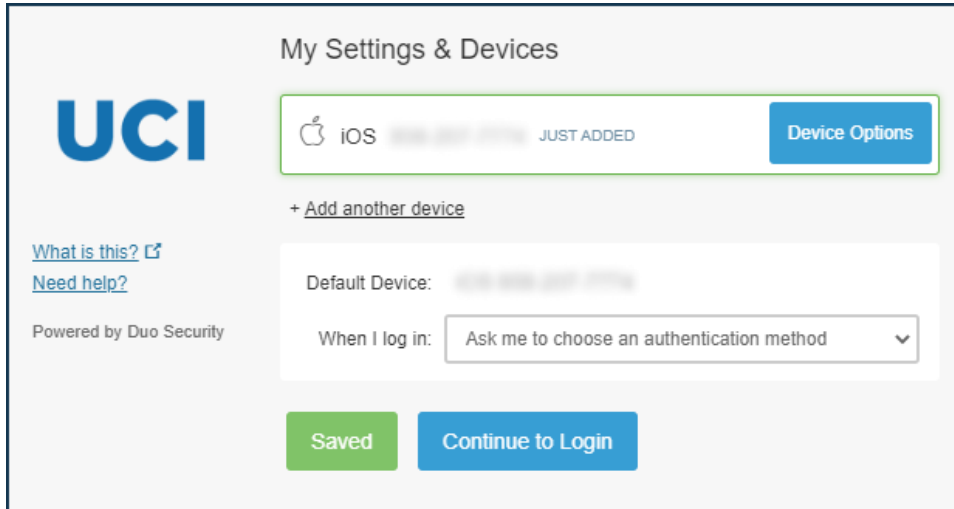 My Settings & Devices
UCI
iOS JUST ADDED
Device Options
+ Add another device
What is this?
Need help?
Powered by Duo Security
Default Device:
When I log in: Ask me to choose an authentication method
Saved
Continue to Login